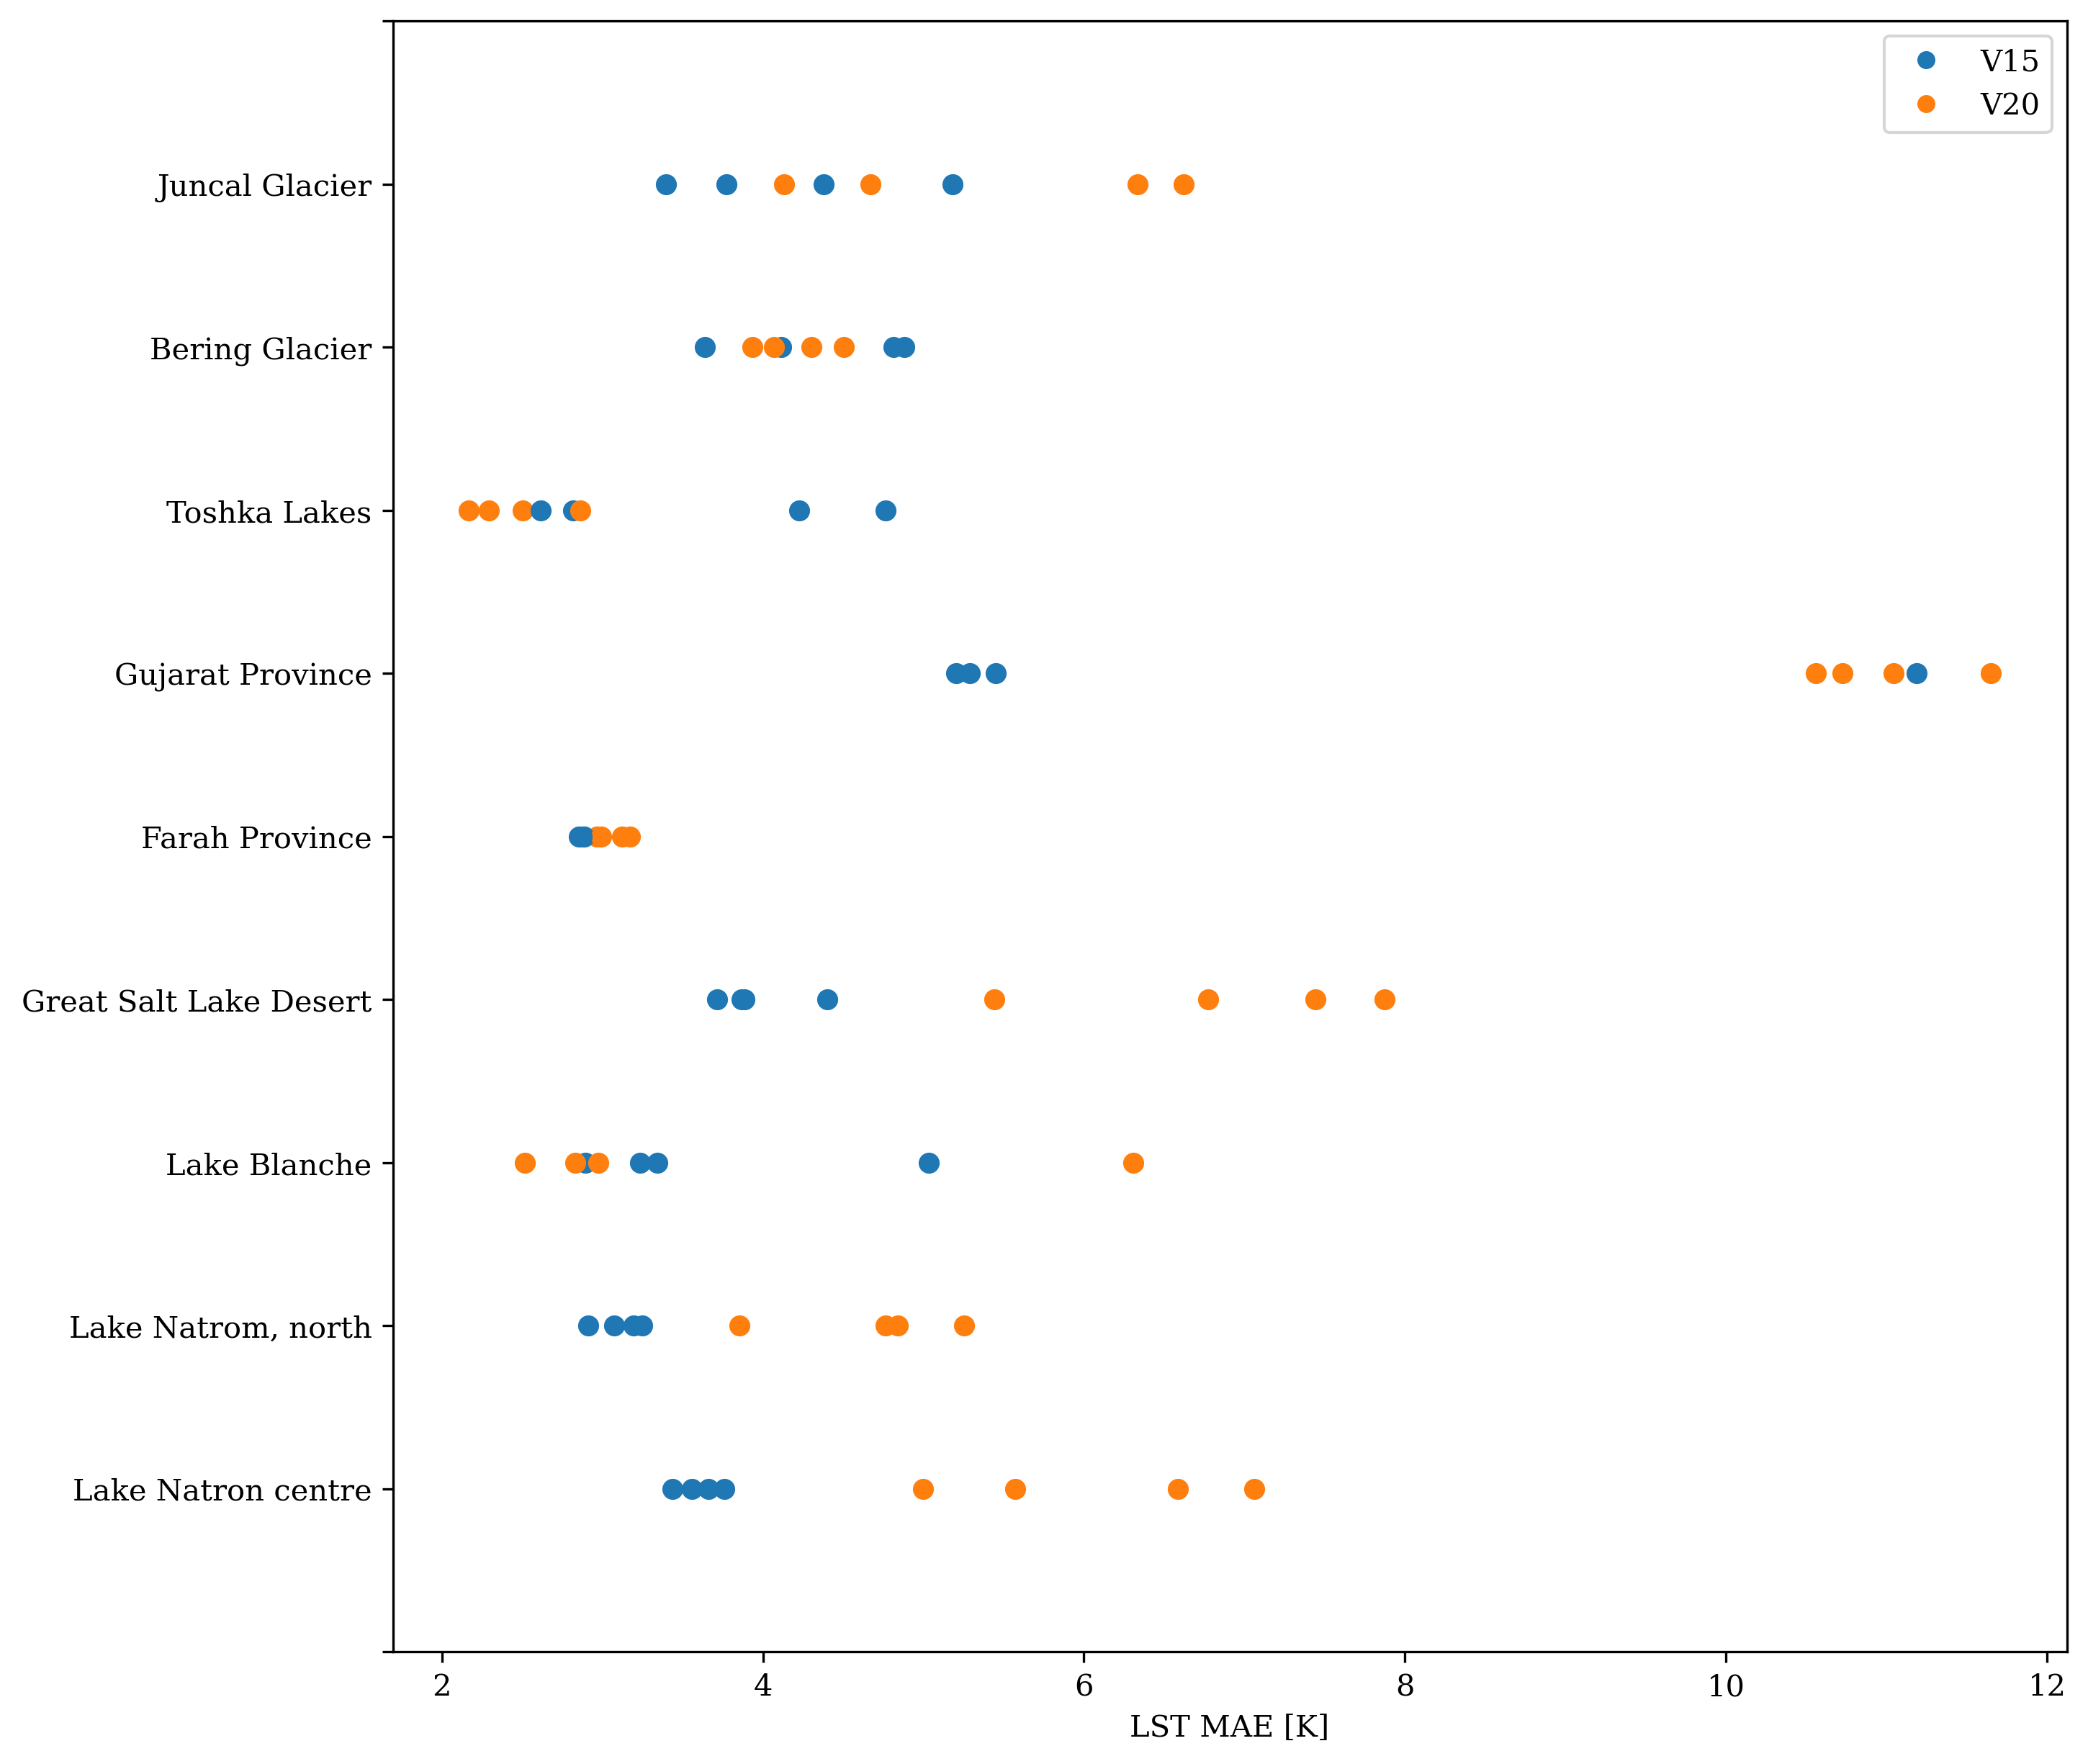 V15
V20
Juncal Glacier
Bering Glacier
Toshka Lakes
Gujarat Province
Farah Province
Great Salt Lake Desert
Lake Blanche
Lake Natrom, north
Lake Natron centre
2 4 6 8 10 12
LST MAE [K]